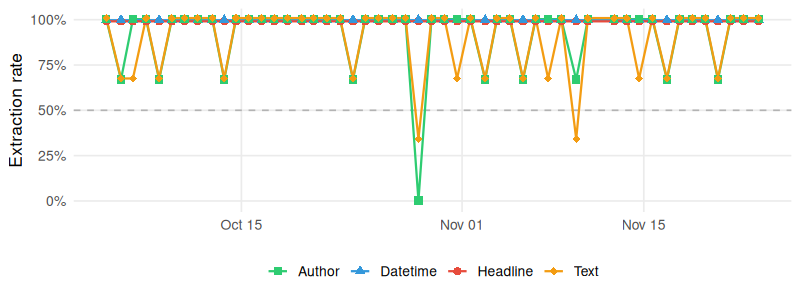 100%
75%
50%
25%
0%
Extraction rate
Oct 15 Nov 01 Nov 15
Author Datetime Headline Text